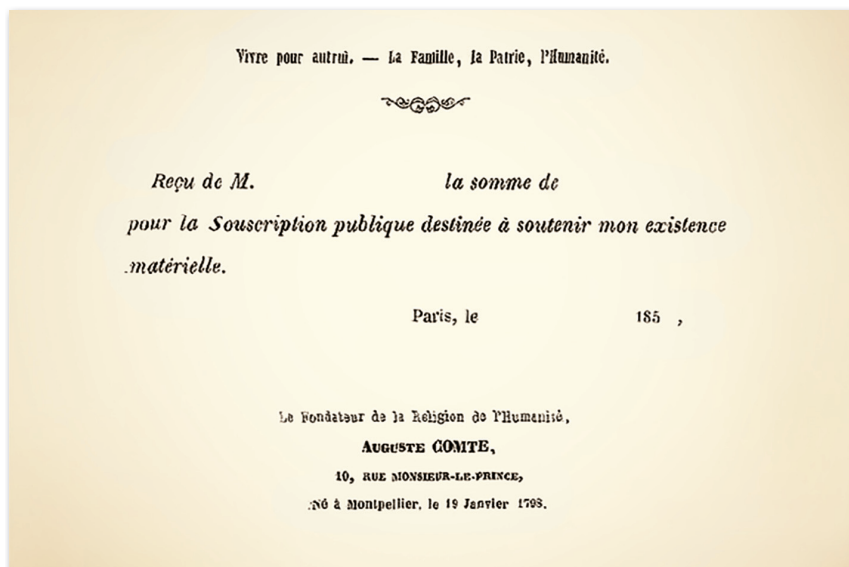 Vivre pour autrui. — La Famille, la Patrie, l'Humanité.
Reçu de M. la somme de
pour la Souscription publique destinée à soutenir mon existence
matérielle.
Paris, le 185 ,
Le Fondateur de la Religion de l'Humanité,
AUGUSTE COMTE,
10, RUE MONSIEUR-LE-PRINCE,
Né à Montpellier, le 19 Janvier 1798.